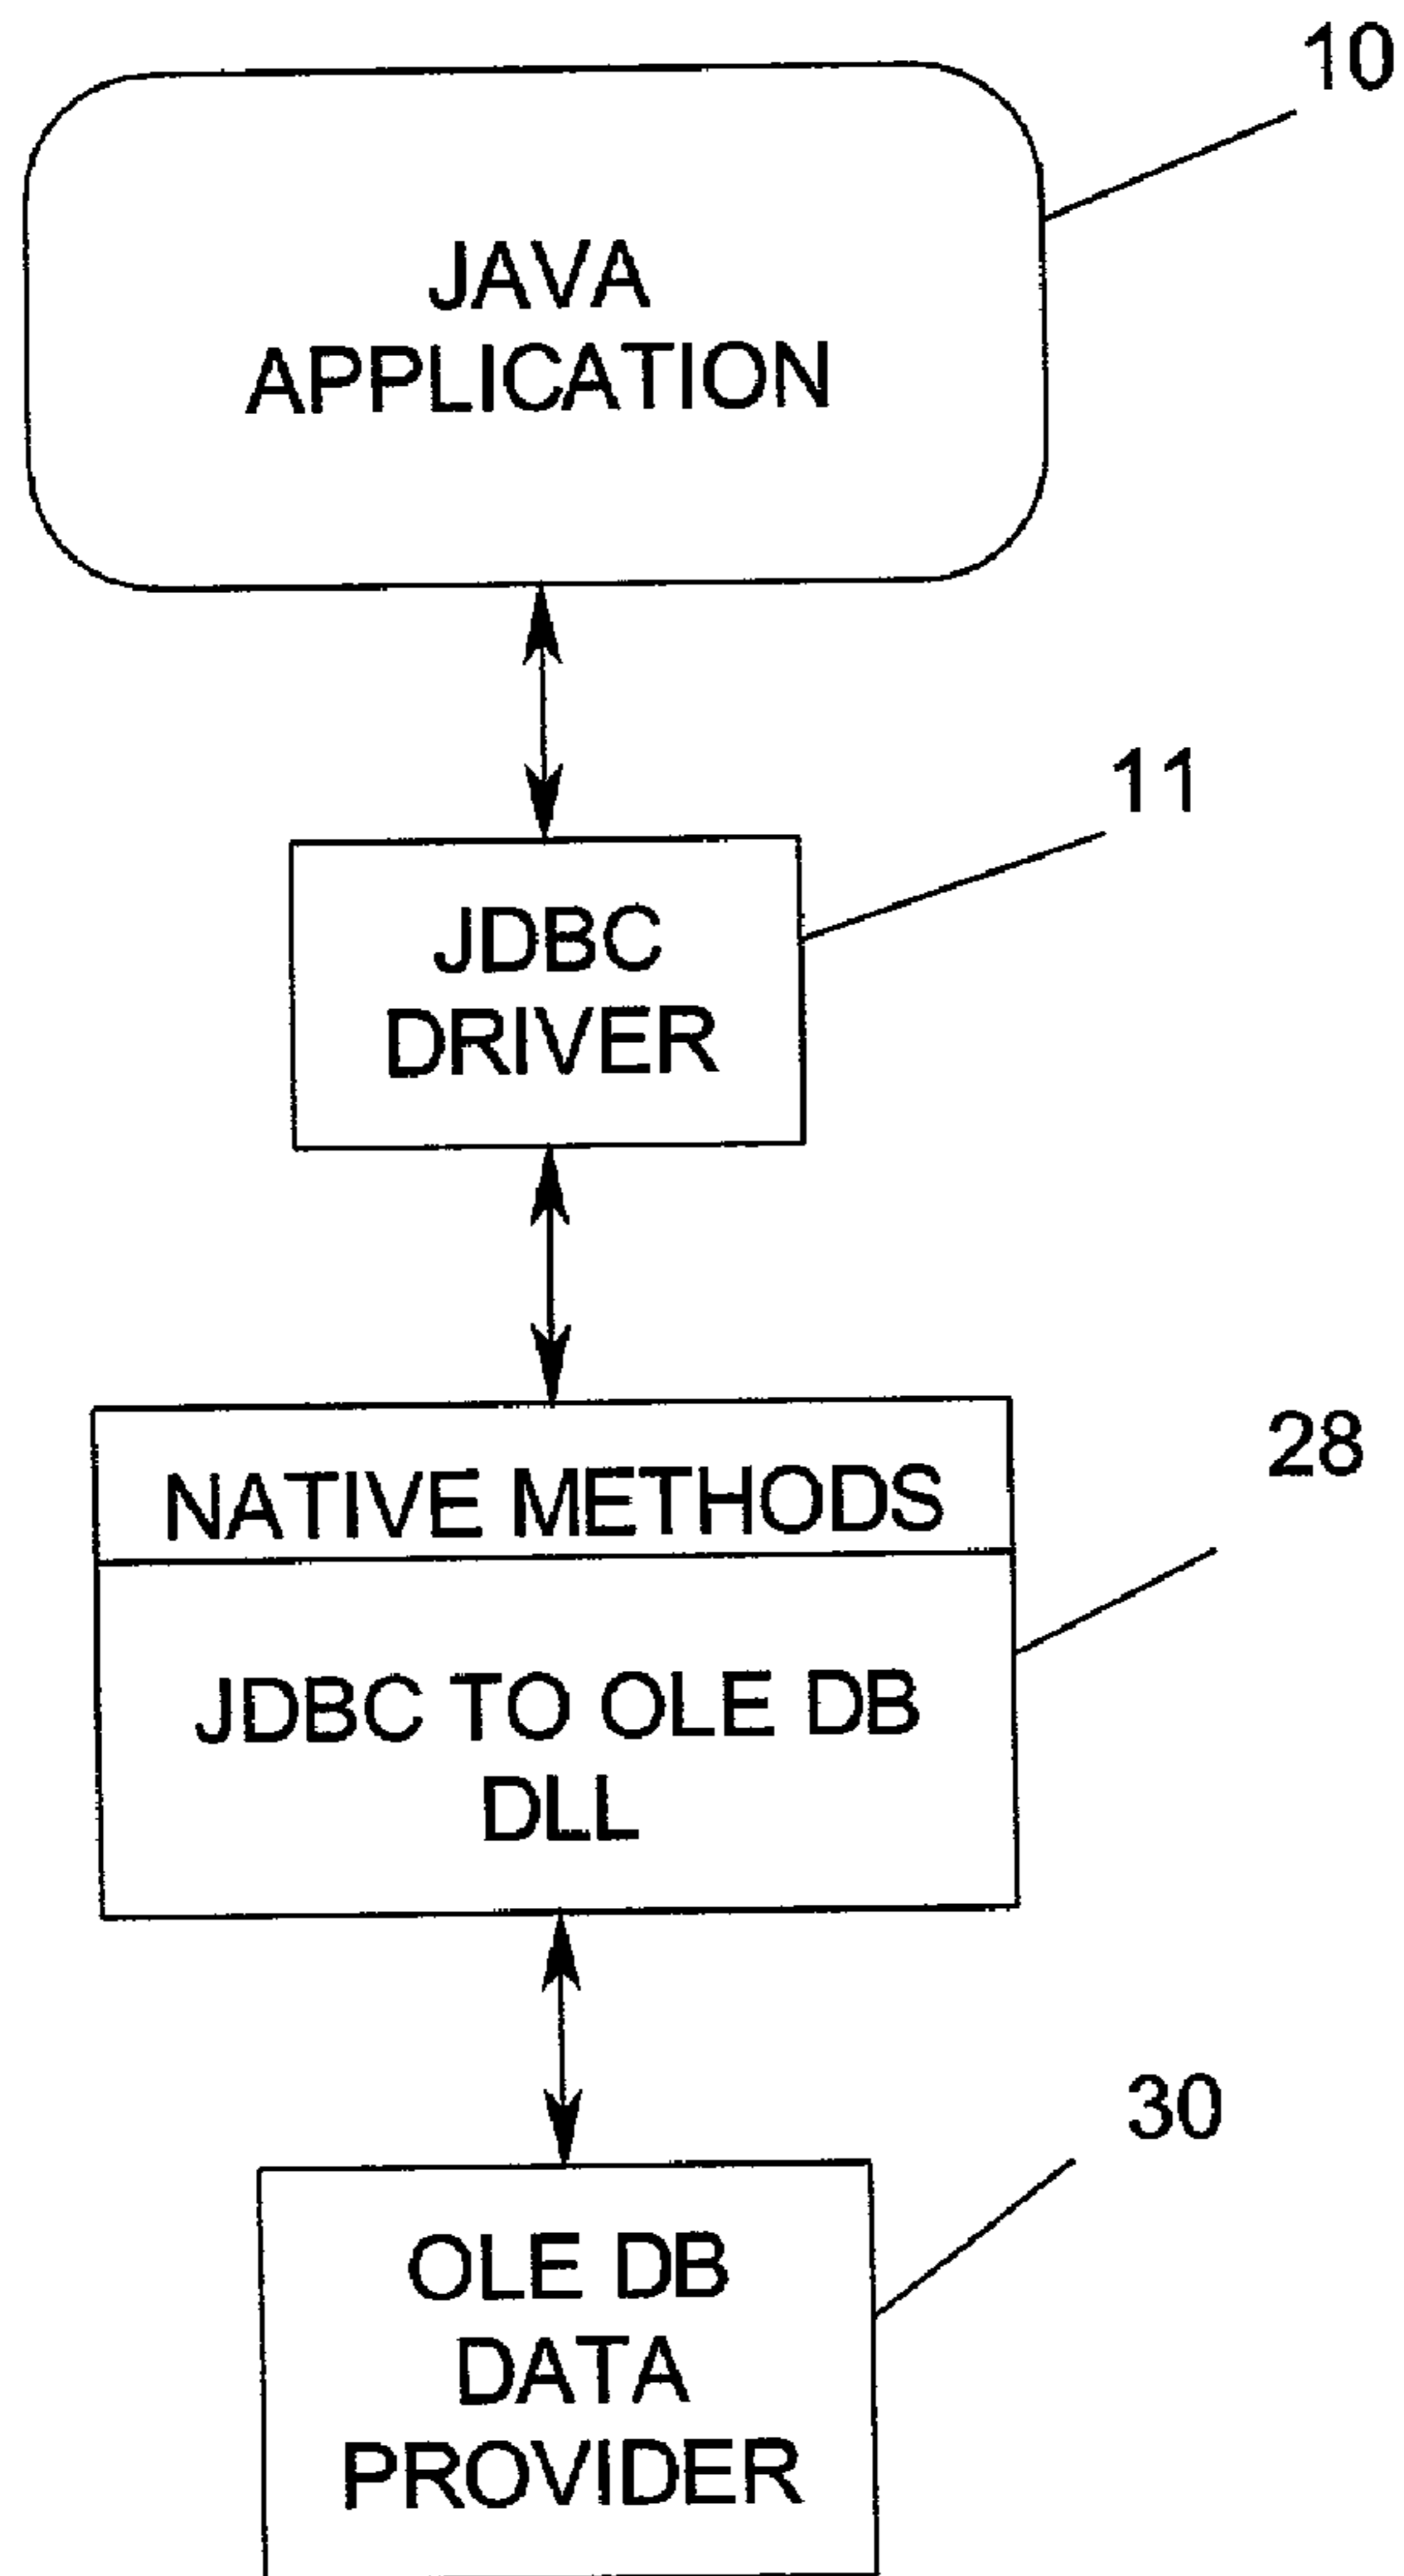 10
JAVA
APPLICATION
11
JDBC
DRIVER
28
NATIVE METHODS
JDBC TO OLE DB
DLL
30
OLE DB
DATA
PROVIDER